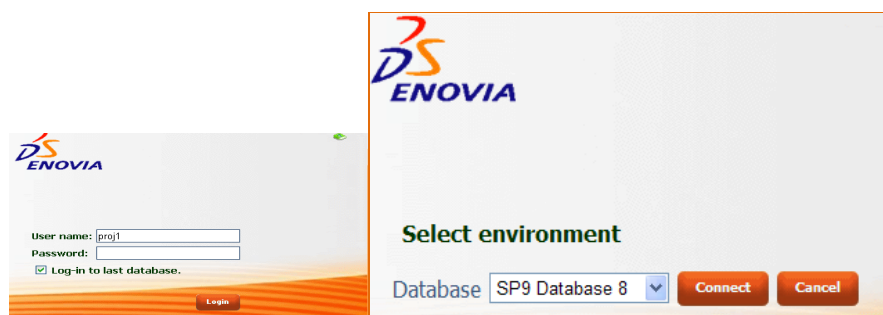 DS
ENOVIA
User name: proj1
Password:
Log-in to last database.
Login
DS
ENOVIA
Select environment
Database SP9 Database 8 Connect Cancel